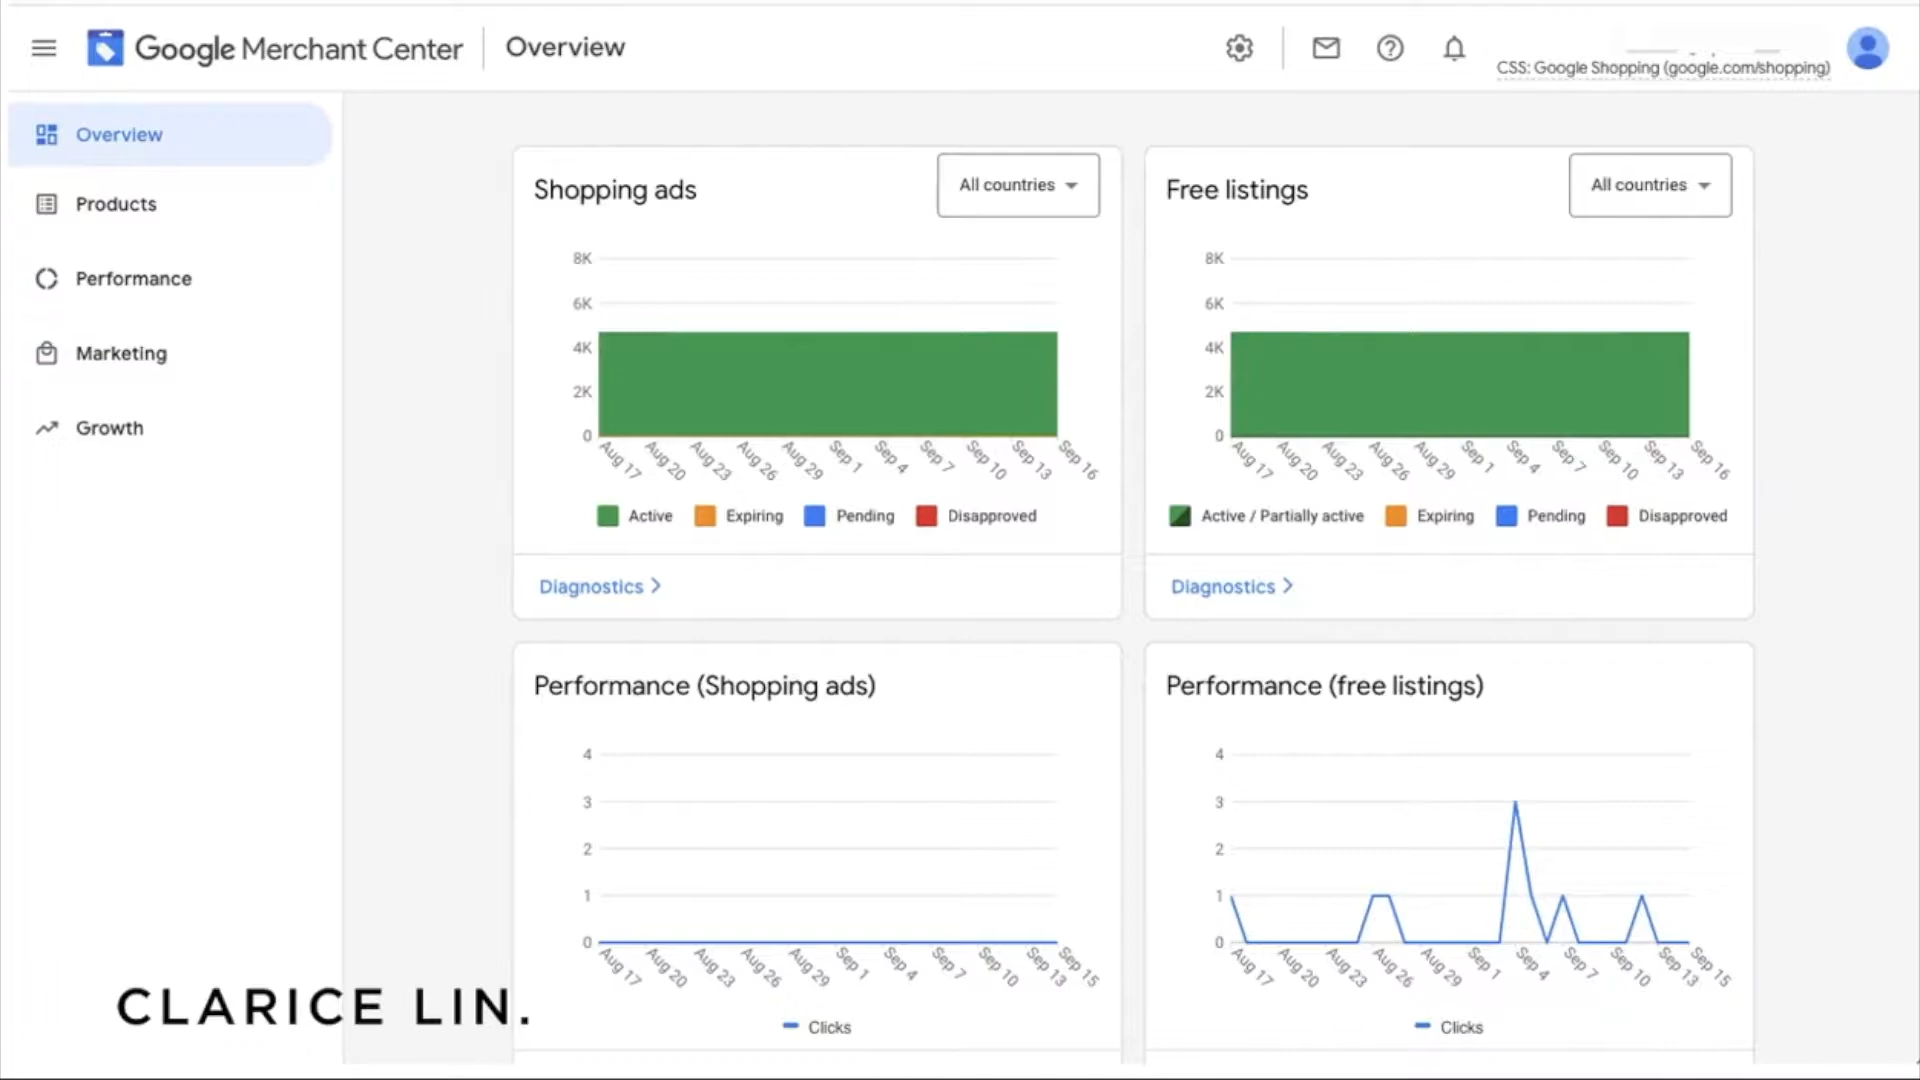 Google Merchant Center
Overview
CSS: Google Shopping (google.com/shopping)
Overview
Products
Performance
Marketing
Growth
Shopping ads
All countries
8K
6K
4K
2K
0
Aug 17
Aug 20
Aug 23
Aug 26
Aug 29
Sep 1
Sep 4
Sep 7
Sep 10
Sep 13
Sep 16
Active
Expiring
Pending
Disapproved
Diagnostics
Free listings
All countries
8K
6K
4K
2K
0
Aug 17
Aug 20
Aug 23
Aug 26
Aug 29
Sep 1
Sep 4
Sep 7
Sep 10
Sep 13
Sep 16
Active / Partially active
Expiring
Pending
Disapproved
Diagnostics
Performance (Shopping ads)
4
3
2
1
0
Aug 17
Aug 20
Aug 23
Aug 26
Aug 29
Sep 1
Sep 4
Sep 7
Sep 10
Sep 13
Sep 15
Clicks
Performance (free listings)
4
3
2
1
0
Aug 17
Aug 20
Aug 23
Aug 26
Aug 29
Sep 1
Sep 4
Sep 7
Sep 10
Sep 13
Sep 15
Clicks
CLARICE LIN.